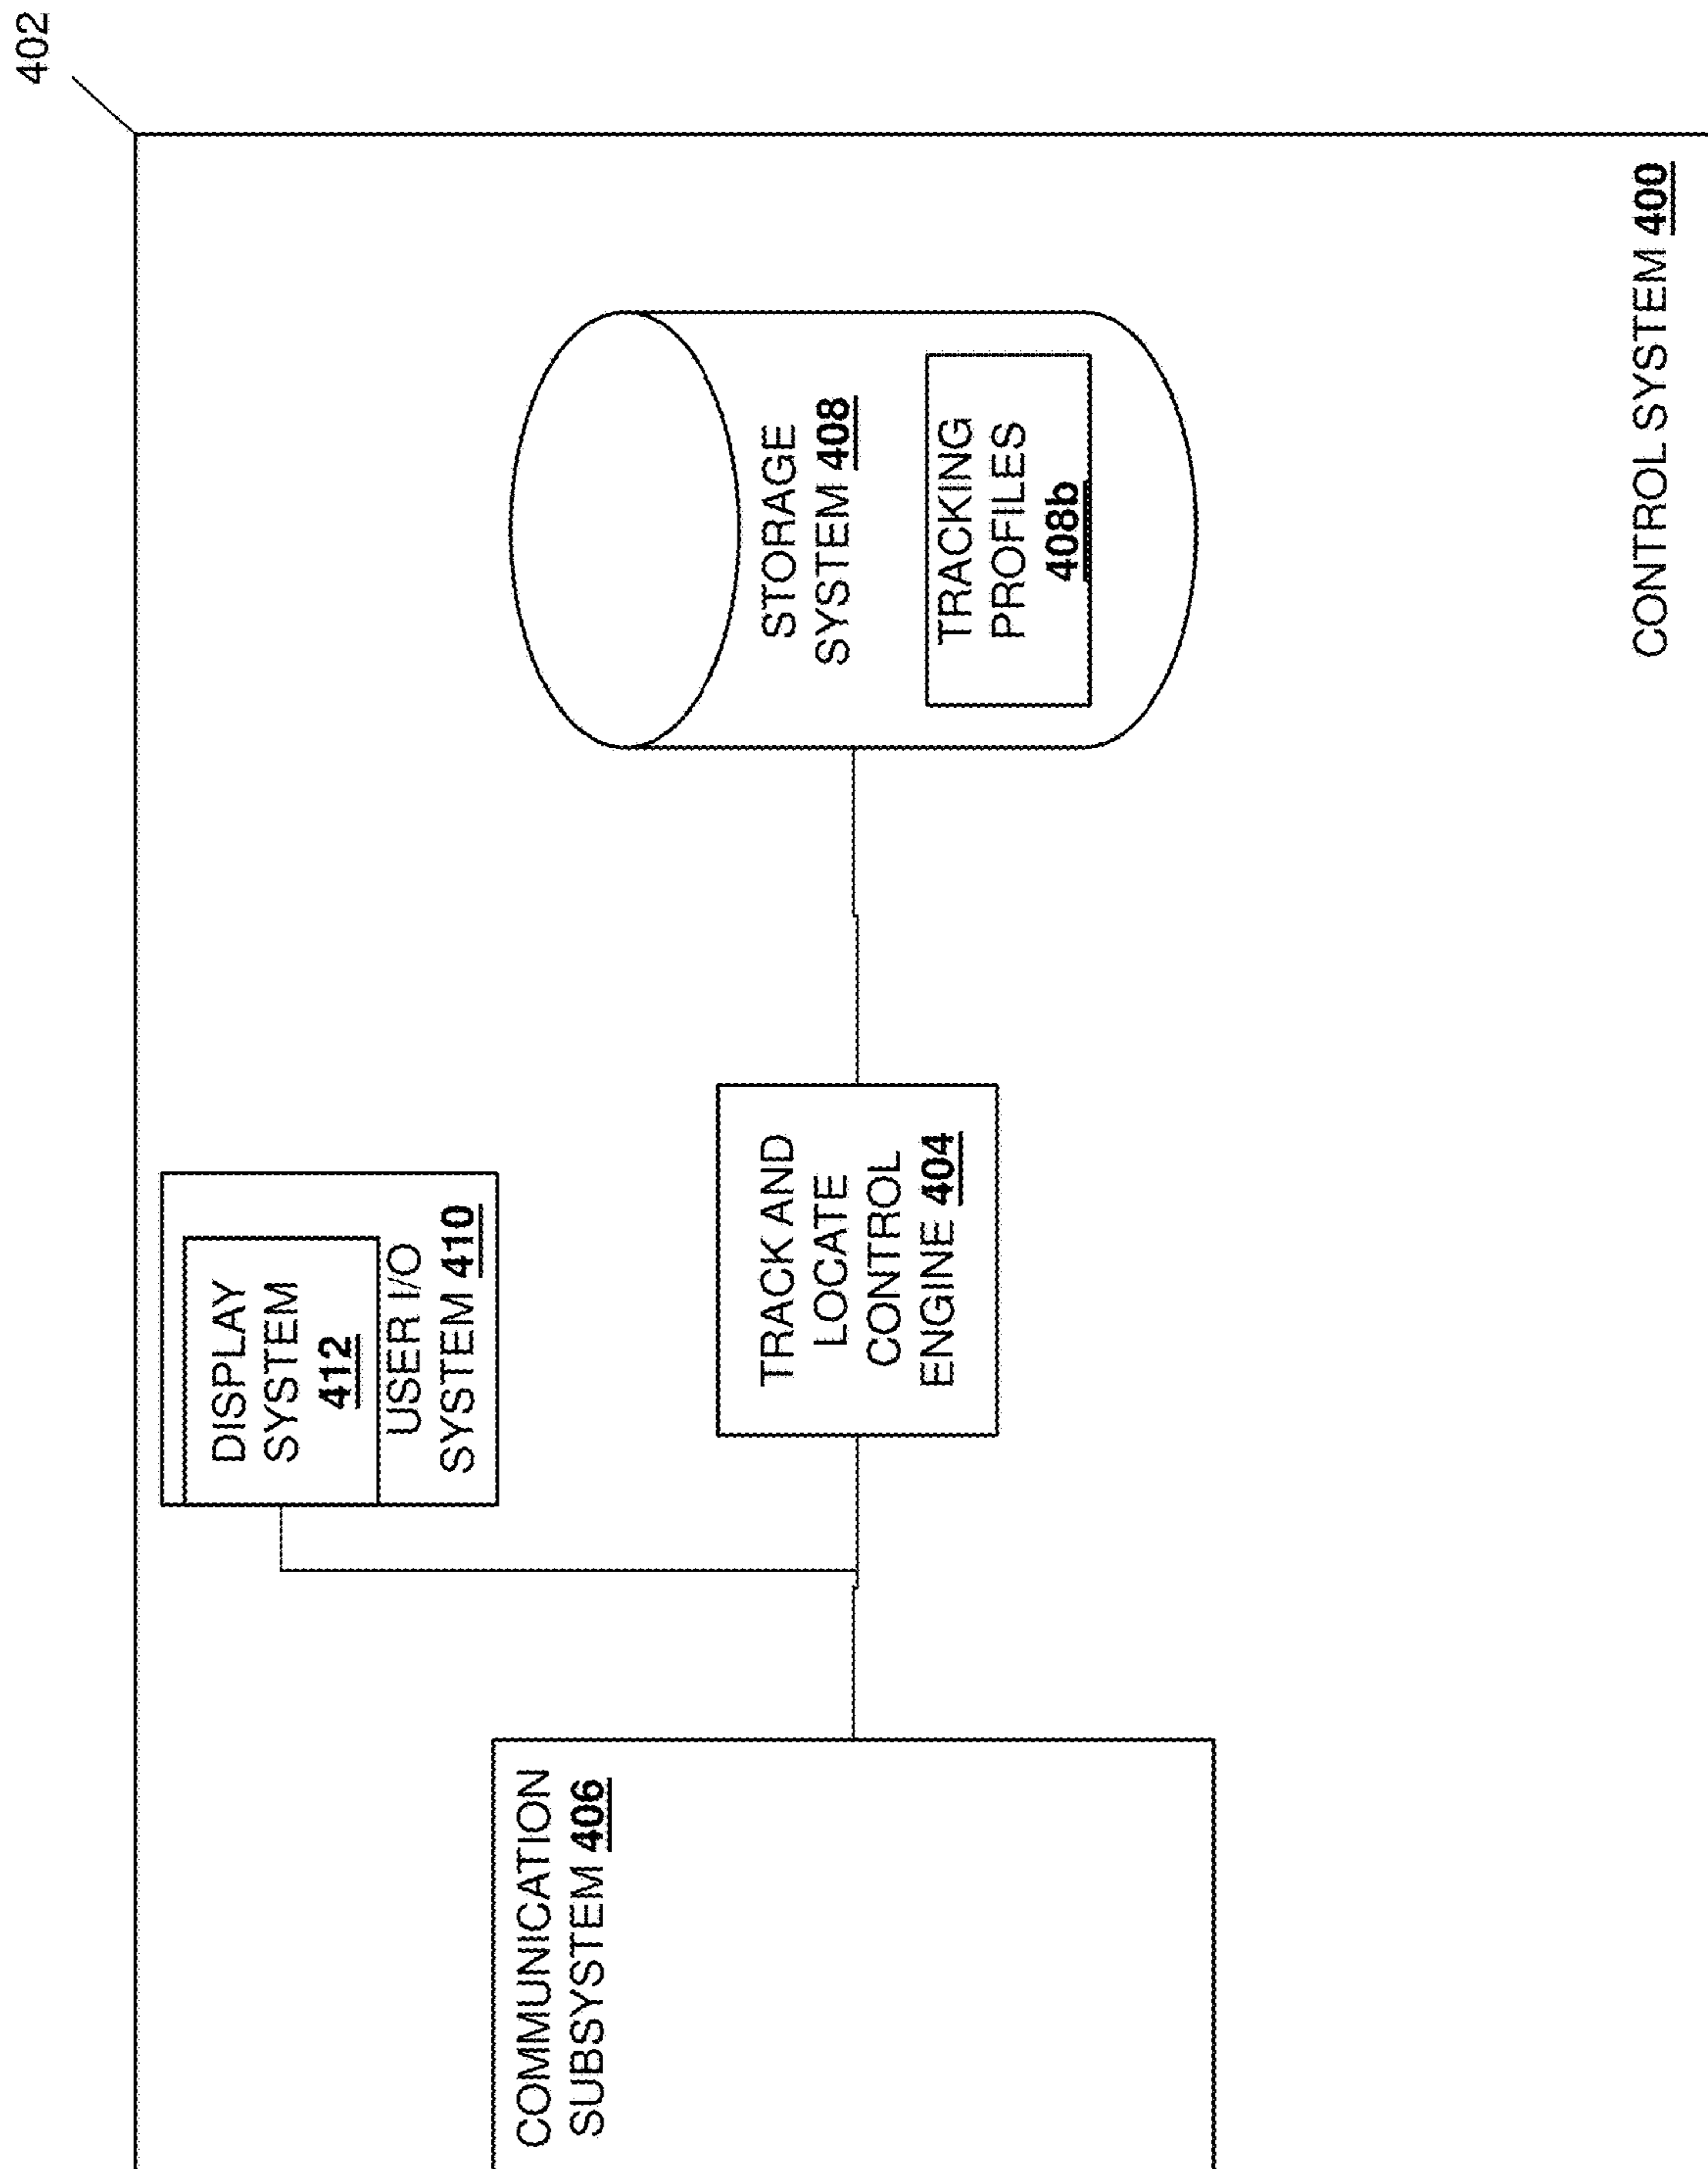 402
COMMUNICATION
SUBSYSTEM 406
DISPLAY
SYSTEM
412
USER I/O
SYSTEM 410
TRACK AND
LOCATE
CONTROL
ENGINE 404
STORAGE
SYSTEM 408
TRACKING
PROFILES
408b
CONTROL SYSTEM 400